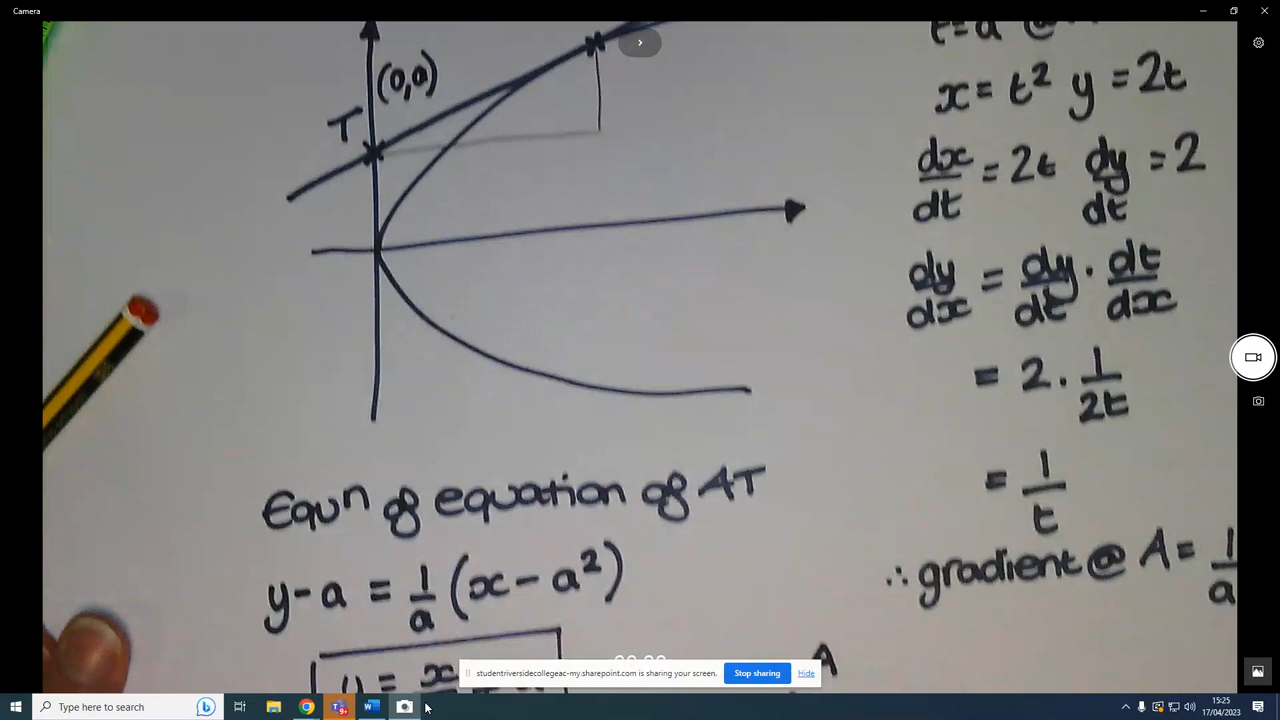 Camera
t=a @
(0,a)
T
x = t² y = 2t
dx/dt = 2t dy/dt = 2
dy/dx = dy/dt · dt/dx
= 2 · 1/2t
= 1/t
∴ gradient @ A = 1/a
Equⁿ of equation of AT
y-a = 1/a (x-a²)
y = x
A
studentriversidecollegeac-my.sharepoint.com is sharing your screen.
Stop sharing
Hide
Type here to search
15:25
17/04/2023